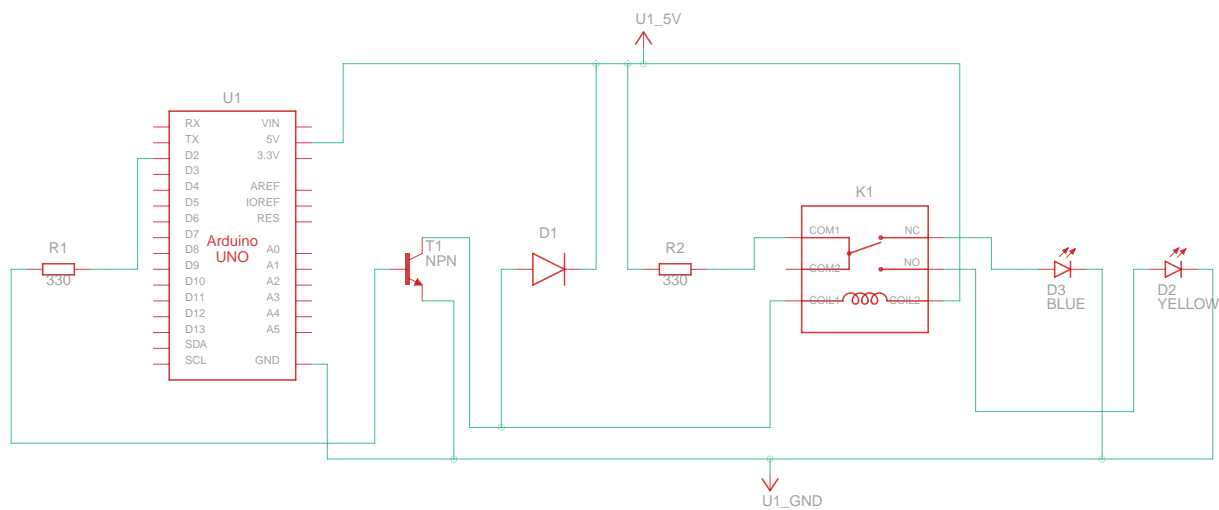 U1_5V
U1
RX VIN
TX 5V
D2 3.3V
D3
D4 AREF
D5 IOREF
D6 RES
D7
D8 A0
D9 A1
D10 A2
D11 A3
D12 A4
D13 A5
SDA
SCL GND
Arduino
UNO
R1
330
T1
NPN
D1
R2
330
K1
COM1 NC
COM2 NO
COIL1 COIL2
D3
BLUE
D2
YELLOW
U1_GND